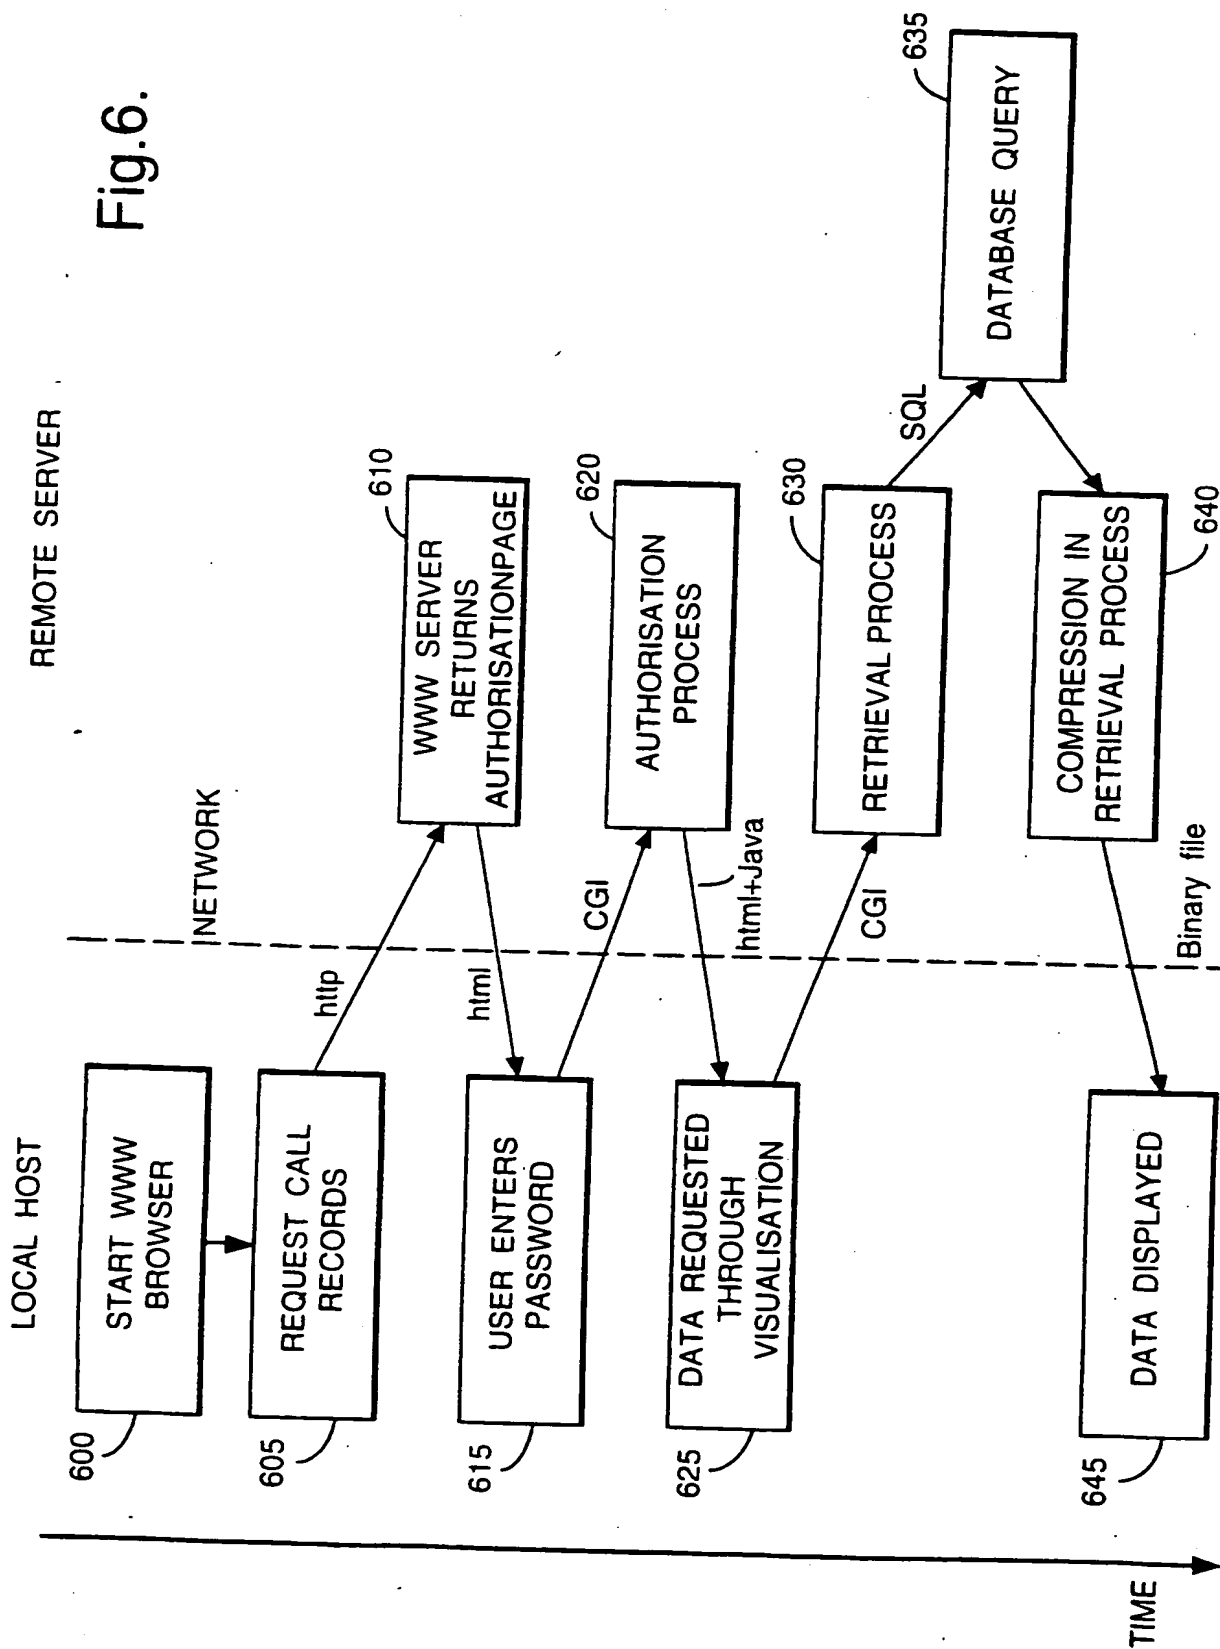 Fig.6.
LOCAL HOST
REMOTE SERVER
NETWORK
600
START WWW
BROWSER
605
REQUEST CALL
RECORDS
http
610
WWW SERVER
RETURNS
AUTHORISATIONPAGE
html
615
USER ENTERS
PASSWORD
CGI
620
AUTHORISATION
PROCESS
html+Java
625
DATA REQUESTED
THROUGH
VISUALISATION
CGI
630
RETRIEVAL PROCESS
SQL
635
DATABASE QUERY
640
COMPRESSION IN
RETRIEVAL PROCESS
Binary file
645
DATA DISPLAYED
TIME